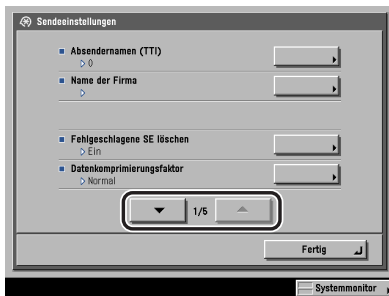 Sendeeinstellungen
Absendernamen (TTI)
0
Name der Firma
Fehlgeschlagene SE löschen
Ein
Datenkomprimierungsfaktor
Normal
1/5
Fertig
Systemmonitor